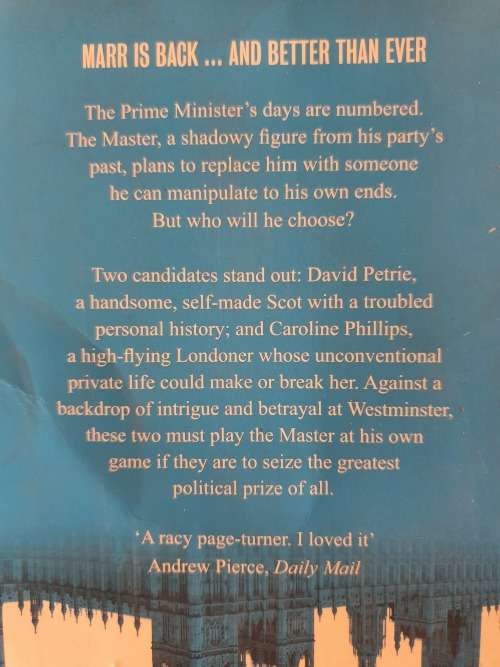 MARR IS BACK ... AND BETTER THAN EVER
The Prime Minister's days are numbered.
The Master, a shadowy figure from his party's
past, plans to replace him with someone
he can manipulate to his own ends.
But who will he choose?
Two candidates stand out: David Petrie,
a handsome, self-made Scot with a troubled
personal history; and Caroline Phillips,
a high-flying Londoner whose unconventional
private life could make or break her. Against a
backdrop of intrigue and betrayal at Westminster,
these two must play the Master at his own
game if they are to seize the greatest
political prize of all.
‘A racy page-turner. I loved it’
Andrew Pierce, Daily Mail